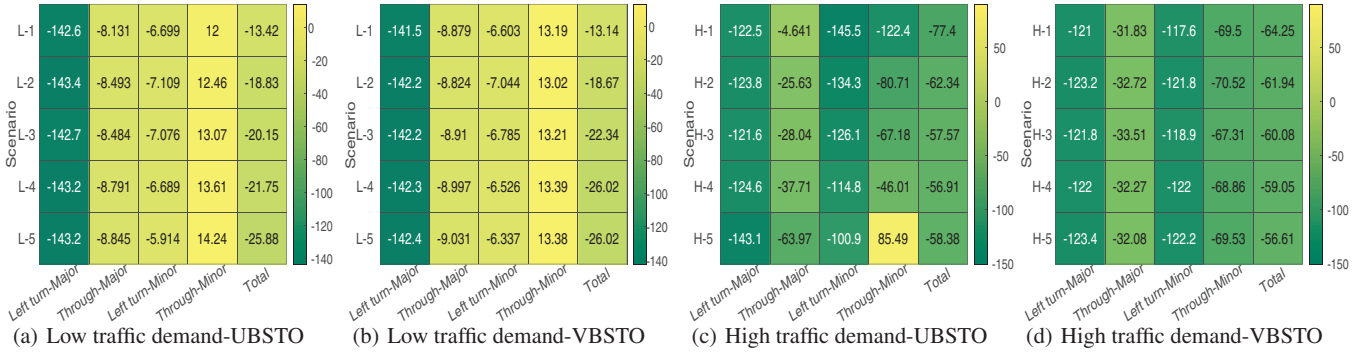 L-1 -142.6 -8.131 -6.699 12 -13.42
L-2 -143.4 -8.493 -7.109 12.46 -18.83
L-3 -142.7 -8.484 -7.076 13.07 -20.15
L-4 -143.2 -8.791 -6.689 13.61 -21.75
L-5 -143.2 -8.845 -5.914 14.24 -25.88
Scenario
Left turn-Major Through-Major Left turn-Minor Through-Minor Total
0
-20
-40
-60
-80
-100
-120
-140
(a) Low traffic demand-UBSTO
L-1 -141.5 -8.879 -6.603 13.19 -13.14
L-2 -142.2 -8.824 -7.044 13.02 -18.67
L-3 -142.2 -8.91 -6.785 13.21 -22.34
L-4 -142.3 -8.997 -6.526 13.39 -26.02
L-5 -142.4 -9.031 -6.337 13.38 -26.02
Scenario
Left turn-Major Through-Major Left turn-Minor Through-Minor Total
0
-20
-40
-60
-80
-100
-120
-140
(b) Low traffic demand-VBSTO
H-1 -122.5 -4.641 -145.5 -122.4 -77.4
H-2 -123.8 -25.63 -134.3 -80.71 -62.34
H-3 -121.6 -28.04 -126.1 -67.18 -57.57
H-4 -124.6 -37.71 -114.8 -46.01 -56.91
H-5 -143.1 -63.97 -100.9 85.49 -58.38
Scenario
Left turn-Major Through-Major Left turn-Minor Through-Minor Total
50
0
-50
-100
-150
(c) High traffic demand-UBSTO
H-1 -121 -31.83 -117.6 -69.5 -64.25
H-2 -123.2 -32.72 -121.8 -70.52 -61.94
H-3 -121.8 -33.51 -118.9 -67.31 -60.08
H-4 -122 -32.27 -122 -68.86 -59.05
H-5 -123.4 -32.08 -122.2 -69.53 -56.61
Scenario
Left turn-Major Through-Major Left turn-Minor Through-Minor Total
50
0
-50
-100
-150
(d) High traffic demand-VBSTO